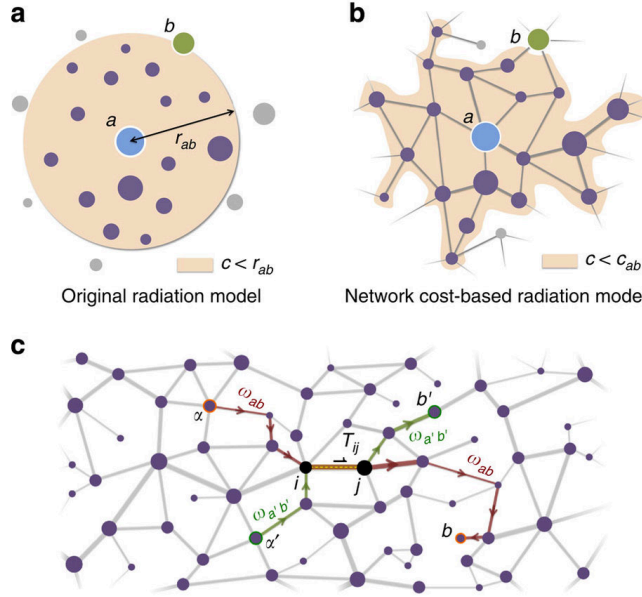 a
b
b
b
a
a
r_ab
c < r_ab
c < c_ab
Original radiation model
Network cost-based radiation mode
c
ω_ab
b′
α
T_ij
ω_a′b′
ω_ab
i
j
ω_a′b′
b
α′